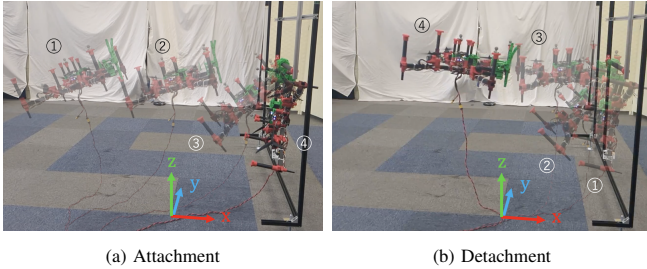 ① ② ③ ④ z y x
④ ③ ② ① z y x
(a) Attachment
(b) Detachment